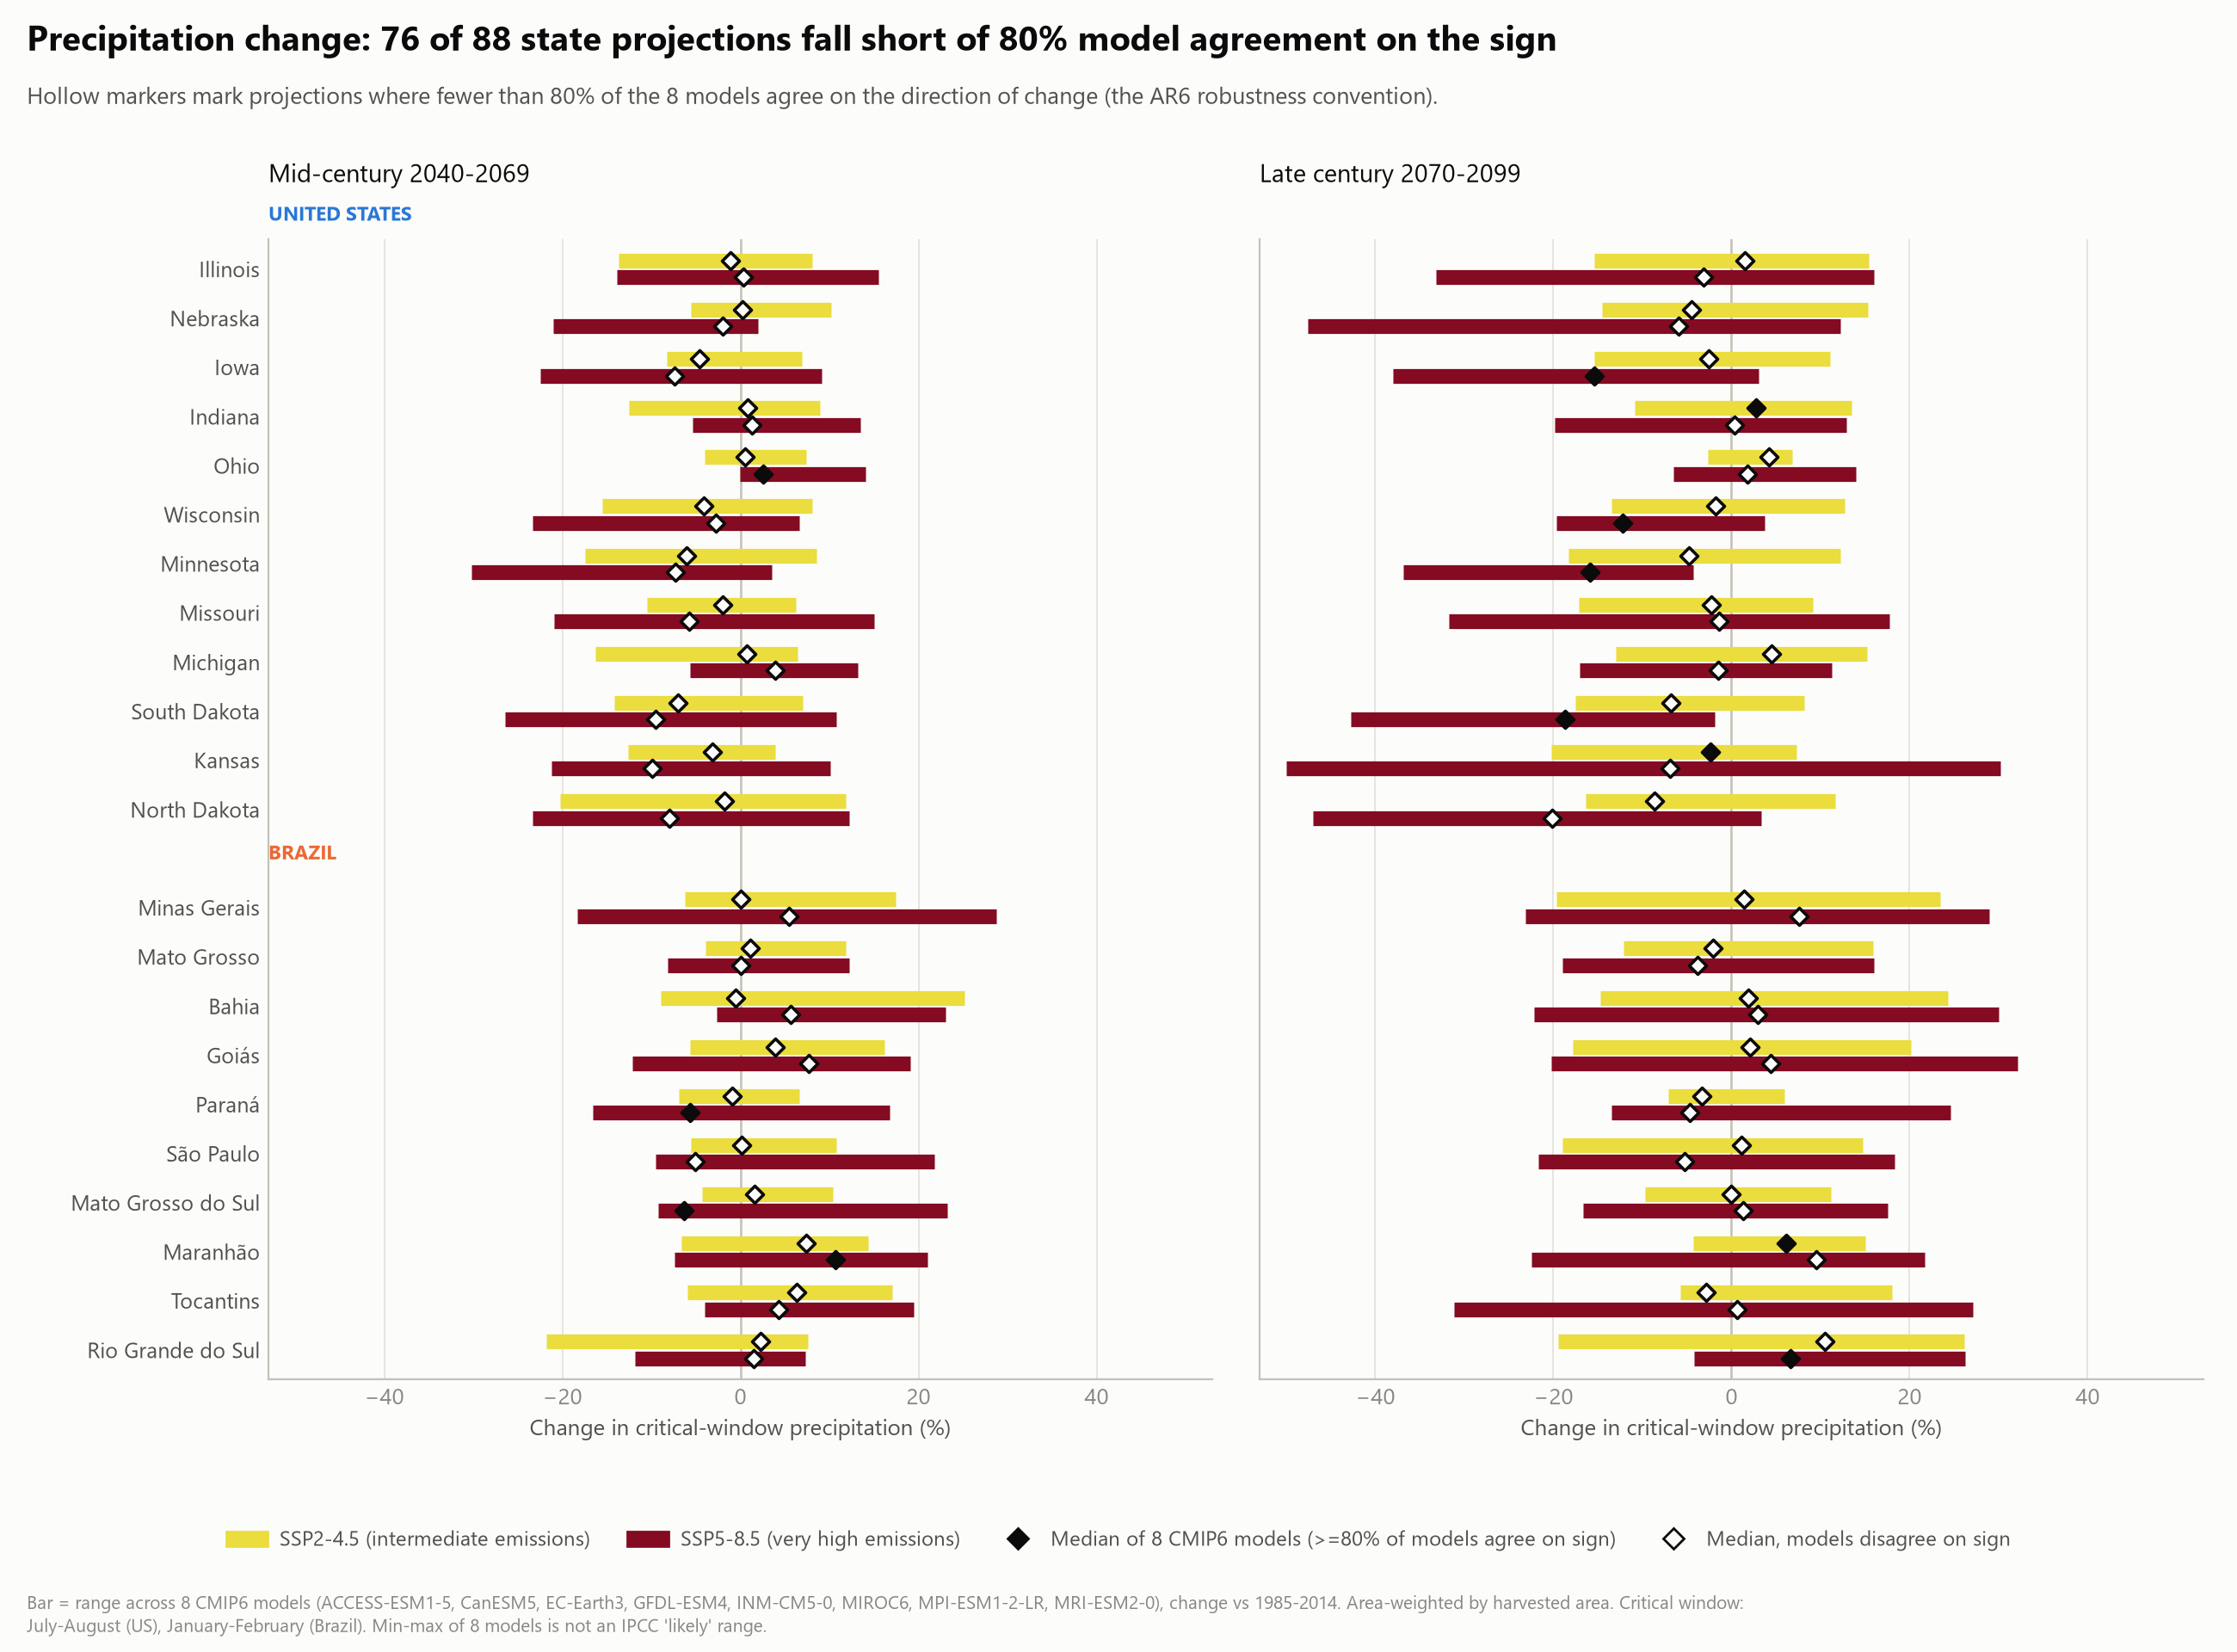 Precipitation change: 76 of 88 state projections fall short of 80% model agreement on the sign
Hollow markers mark projections where fewer than 80% of the 8 models agree on the direction of change (the AR6 robustness convention).
Mid-century 2040-2069
Late century 2070-2099
UNITED STATES
Illinois
Nebraska
Iowa
Indiana
Ohio
Wisconsin
Minnesota
Missouri
Michigan
South Dakota
Kansas
North Dakota
BRAZIL
Minas Gerais
Mato Grosso
Bahia
Goiás
Paraná
São Paulo
Mato Grosso do Sul
Maranhão
Tocantins
Rio Grande do Sul
−40 −20 0 20 40
−40 −20 0 20 40
Change in critical-window precipitation (%)
Change in critical-window precipitation (%)
SSP2-4.5 (intermediate emissions)
SSP5-8.5 (very high emissions)
Median of 8 CMIP6 models (>=80% of models agree on sign)
Median, models disagree on sign
Bar = range across 8 CMIP6 models (ACCESS-ESM1-5, CanESM5, EC-Earth3, GFDL-ESM4, INM-CM5-0, MIROC6, MPI-ESM1-2-LR, MRI-ESM2-0), change vs 1985-2014. Area-weighted by harvested area. Critical window:
July-August (US), January-February (Brazil). Min-max of 8 models is not an IPCC 'likely' range.